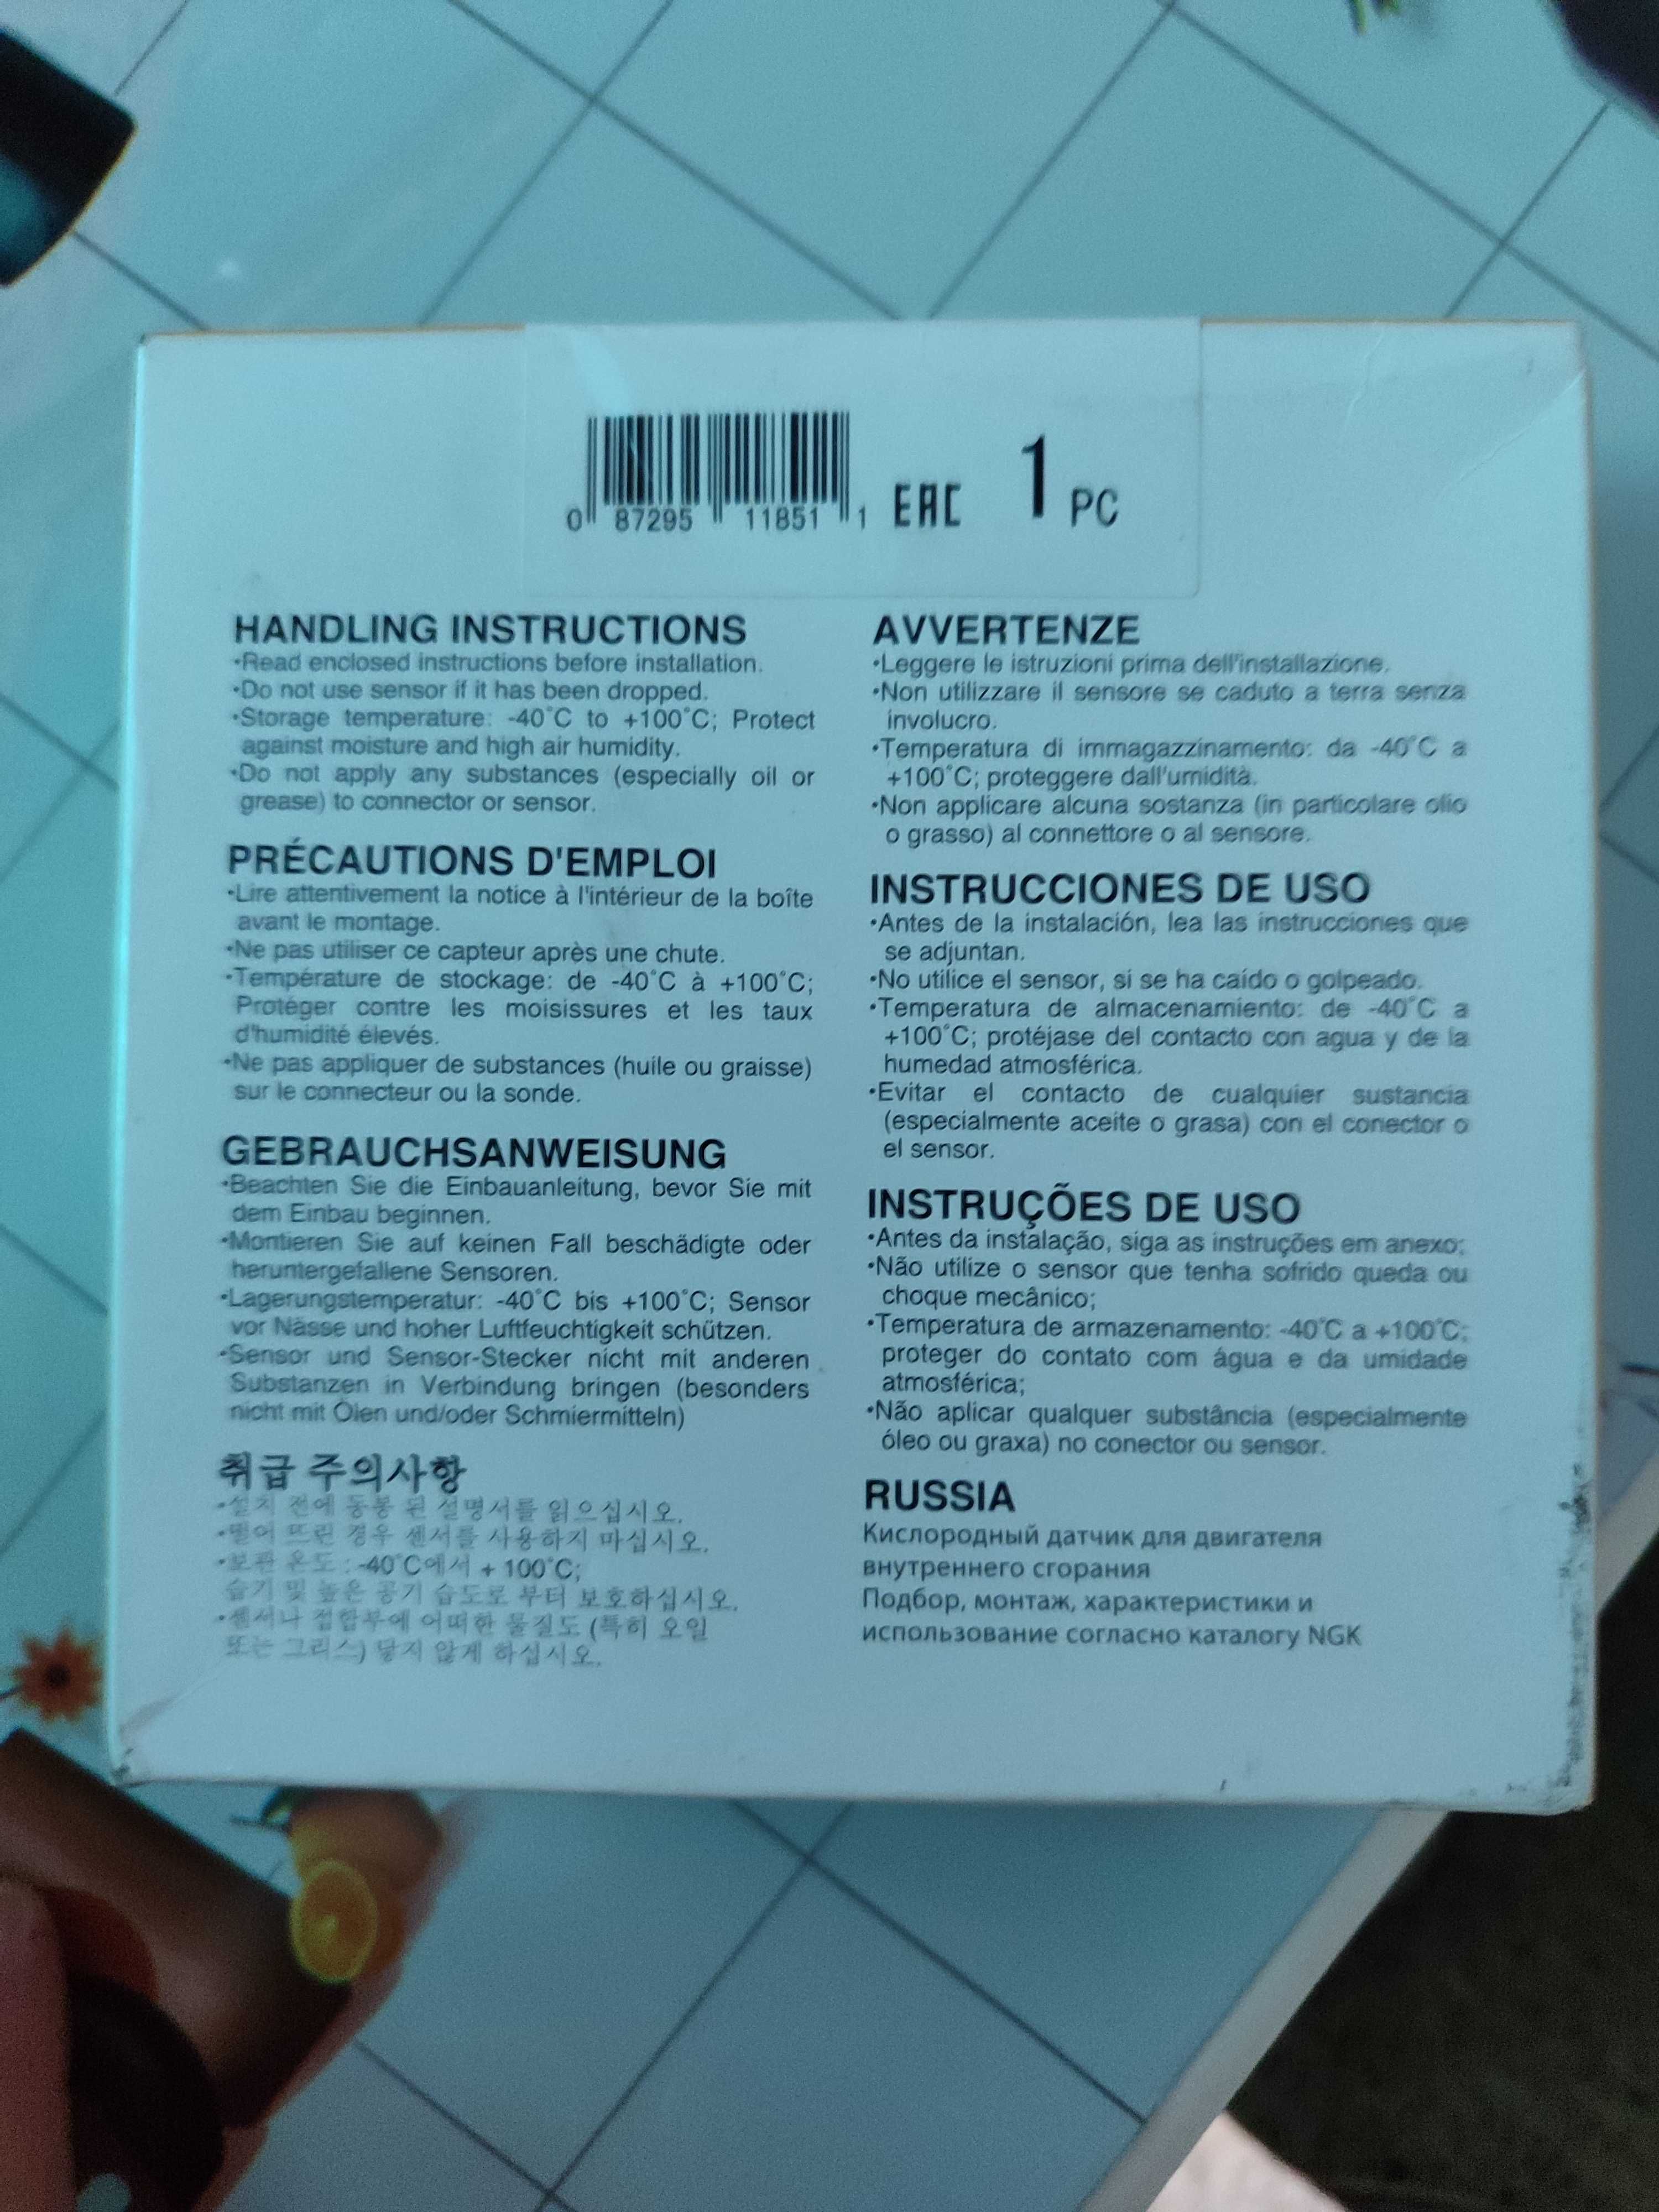 0 87295 11851 1 EAC 1 PC
HANDLING INSTRUCTIONS
•Read enclosed instructions before installation.
•Do not use sensor if it has been dropped.
•Storage temperature: -40°C to +100°C; Protect
against moisture and high air humidity.
•Do not apply any substances (especially oil or
grease) to connector or sensor.
PRÉCAUTIONS D'EMPLOI
•Lire attentivement la notice à l'intérieur de la boîte
avant le montage.
•Ne pas utiliser ce capteur après une chute.
•Température de stockage: de -40°C à +100°C;
Protéger contre les moisissures et les taux
d'humidité élevés.
•Ne pas appliquer de substances (huile ou graisse)
sur le connecteur ou la sonde.
GEBRAUCHSANWEISUNG
•Beachten Sie die Einbauanleitung, bevor Sie mit
dem Einbau beginnen.
•Montieren Sie auf keinen Fall beschädigte oder
heruntergefallene Sensoren.
•Lagerungstemperatur: -40°C bis +100°C; Sensor
vor Nässe und hoher Luftfeuchtigkeit schützen.
•Sensor und Sensor-Stecker nicht mit anderen
Substanzen in Verbindung bringen (besonders
nicht mit Ölen und/oder Schmiermitteln)
취급 주의사항
•설치 전에 동봉 된 설명서를 읽으십시오.
•떨어 뜨린 경우 센서를 사용하지 마십시오.
•보관 온도 : -40°C에서 + 100°C;
습기 및 높은 공기 습도로 부터 보호하십시오.
•센서나 접합부에 어떠한 물질도 (특히 오일
또는 그리스) 닿지 않게 하십시오.
AVVERTENZE
•Leggere le istruzioni prima dell'installazione.
•Non utilizzare il sensore se caduto a terra senza
involucro.
•Temperatura di immagazzinamento: da -40°C a
+100°C; proteggere dall'umidità.
•Non applicare alcuna sostanza (in particolare olio
o grasso) al connettore o al sensore.
INSTRUCCIONES DE USO
•Antes de la instalación, lea las instrucciones que
se adjuntan.
•No utilice el sensor, si se ha caído o golpeado.
•Temperatura de almacenamiento: de -40°C a
+100°C; protéjase del contacto con agua y de la
humedad atmosférica.
•Evitar el contacto de cualquier sustancia
(especialmente aceite o grasa) con el conector o
el sensor.
INSTRUÇÕES DE USO
•Antes da instalação, siga as instruções em anexo;
•Não utilize o sensor que tenha sofrido queda ou
choque mecânico;
•Temperatura de armazenamento: -40°C a +100°C;
proteger do contato com água e da umidade
atmosférica;
•Não aplicar qualquer substância (especialmente
óleo ou graxa) no conector ou sensor.
RUSSIA
Кислородный датчик для двигателя
внутреннего сгорания
Подбор, монтаж, характеристики и
использование согласно каталогу NGK